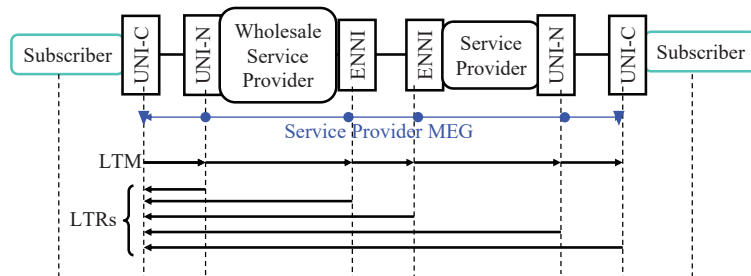 Subscriber
UNI-C
UNI-N
Wholesale
Service
Provider
ENNI
ENNI
Service
Provider
UNI-N
UNI-C
Subscriber
Service Provider MEG
LTM
LTRs